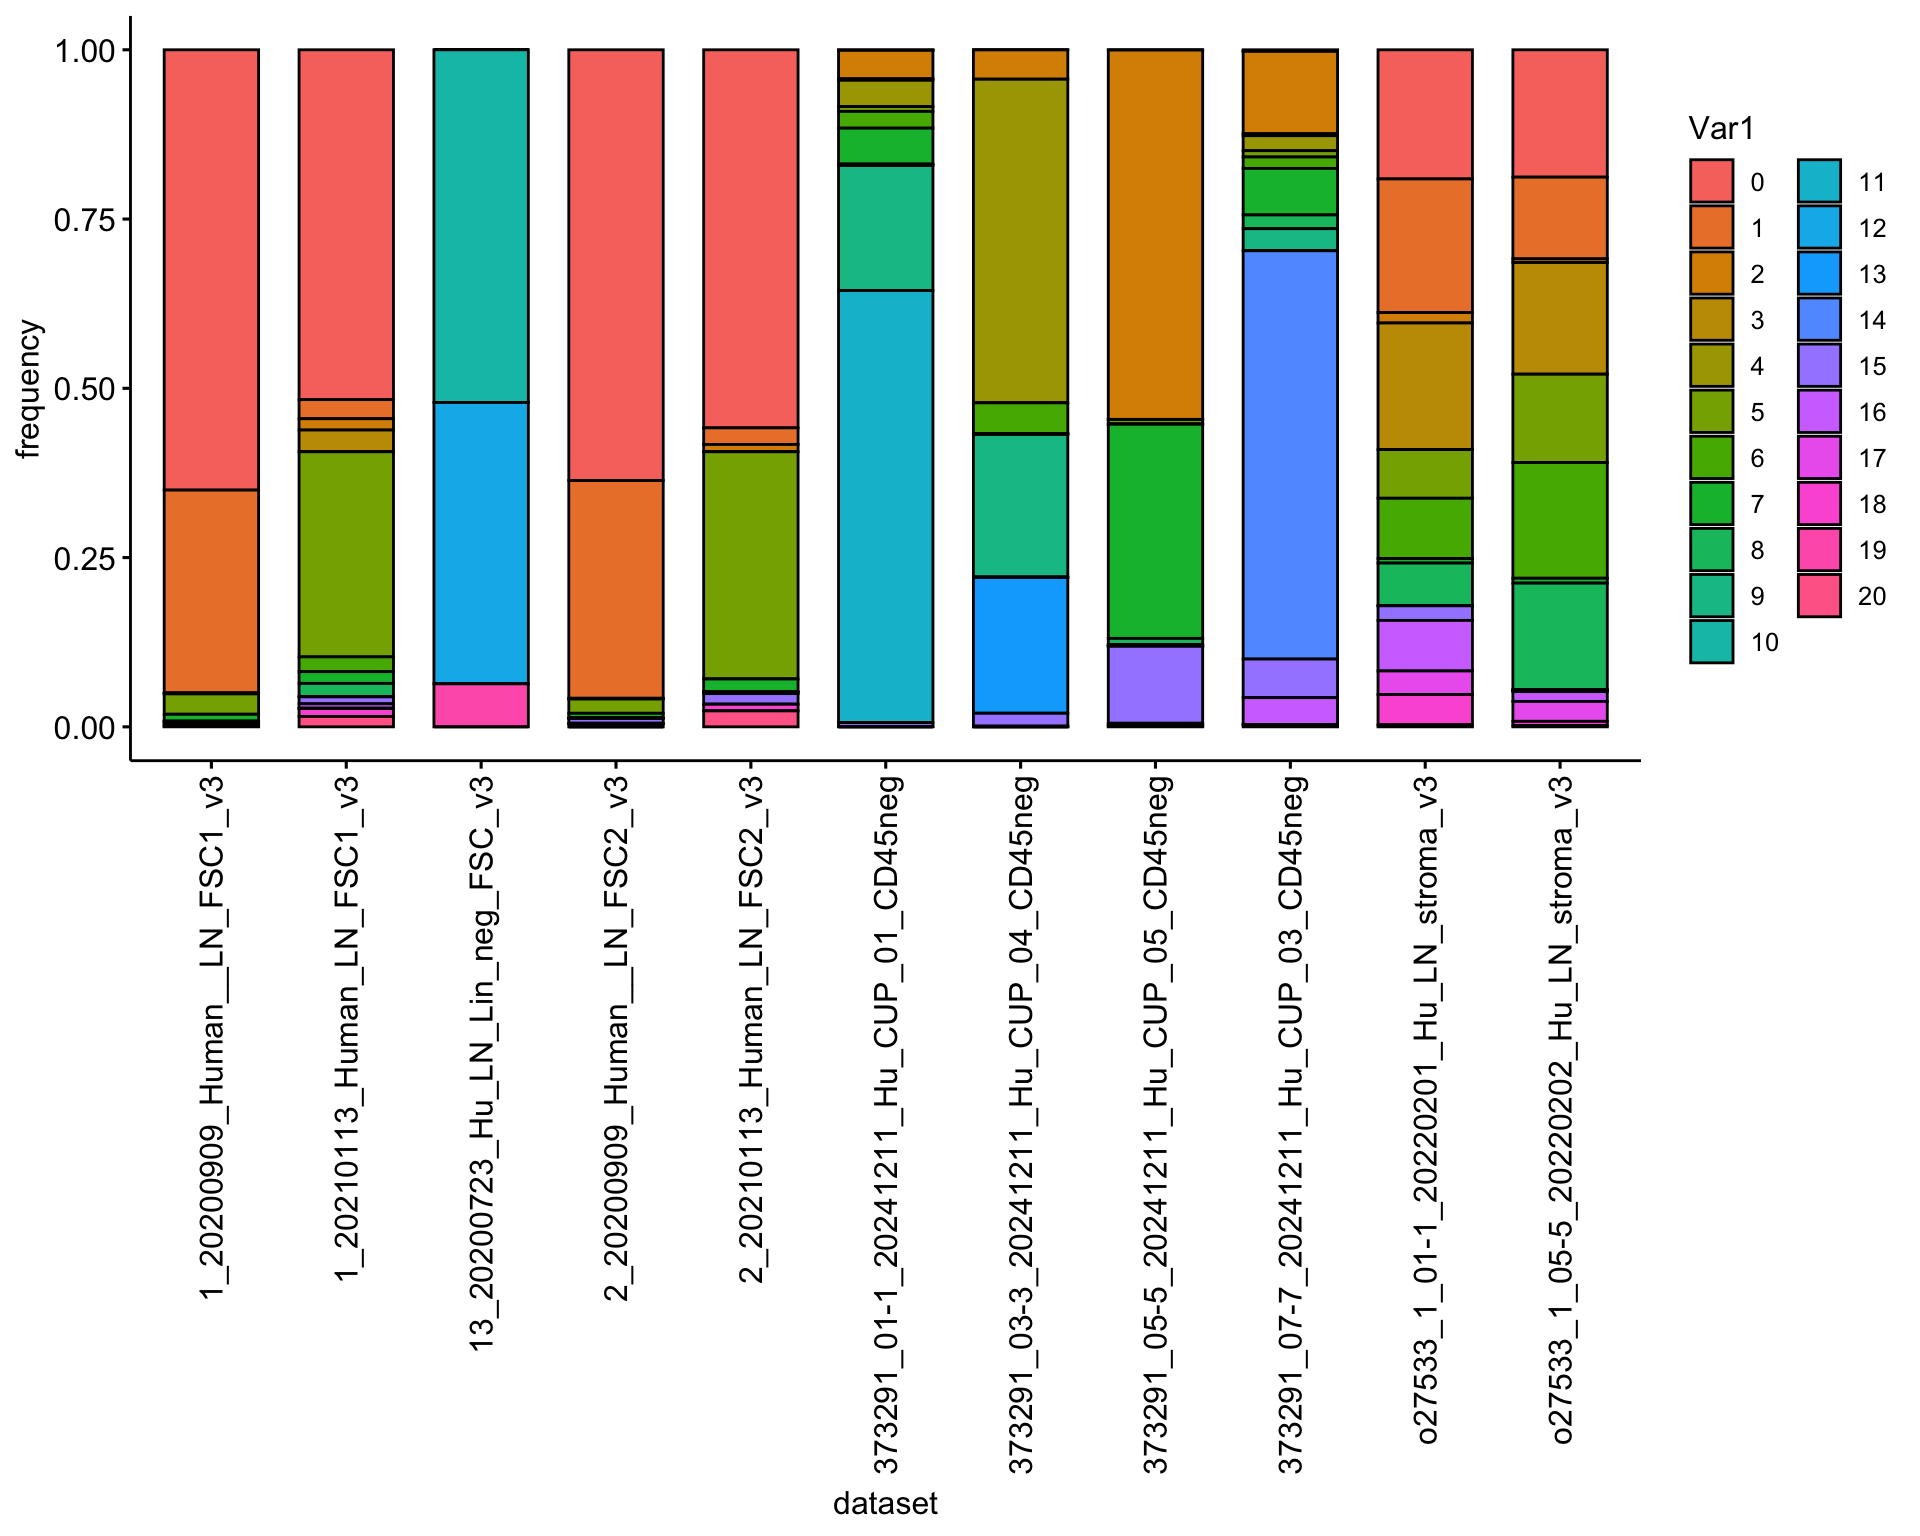 1.00
0.75
0.50
0.25
0.00
frequency
1_20200909_Human__LN_FSC1_v3
1_20210113_Human_LN_FSC1_v3
13_20200723_Hu_LN_Lin_neg_FSC_v3
2_20200909_Human__LN_FSC2_v3
2_20210113_Human_LN_FSC2_v3
373291_01-1_20241211_Hu_CUP_01_CD45neg
373291_03-3_20241211_Hu_CUP_04_CD45neg
373291_05-5_20241211_Hu_CUP_05_CD45neg
373291_07-7_20241211_Hu_CUP_03_CD45neg
o27533_1_01-1_20220201_Hu_LN_stroma_v3
o27533_1_05-5_20220202_Hu_LN_stroma_v3
dataset
Var1
0
1
2
3
4
5
6
7
8
9
10
11
12
13
14
15
16
17
18
19
20